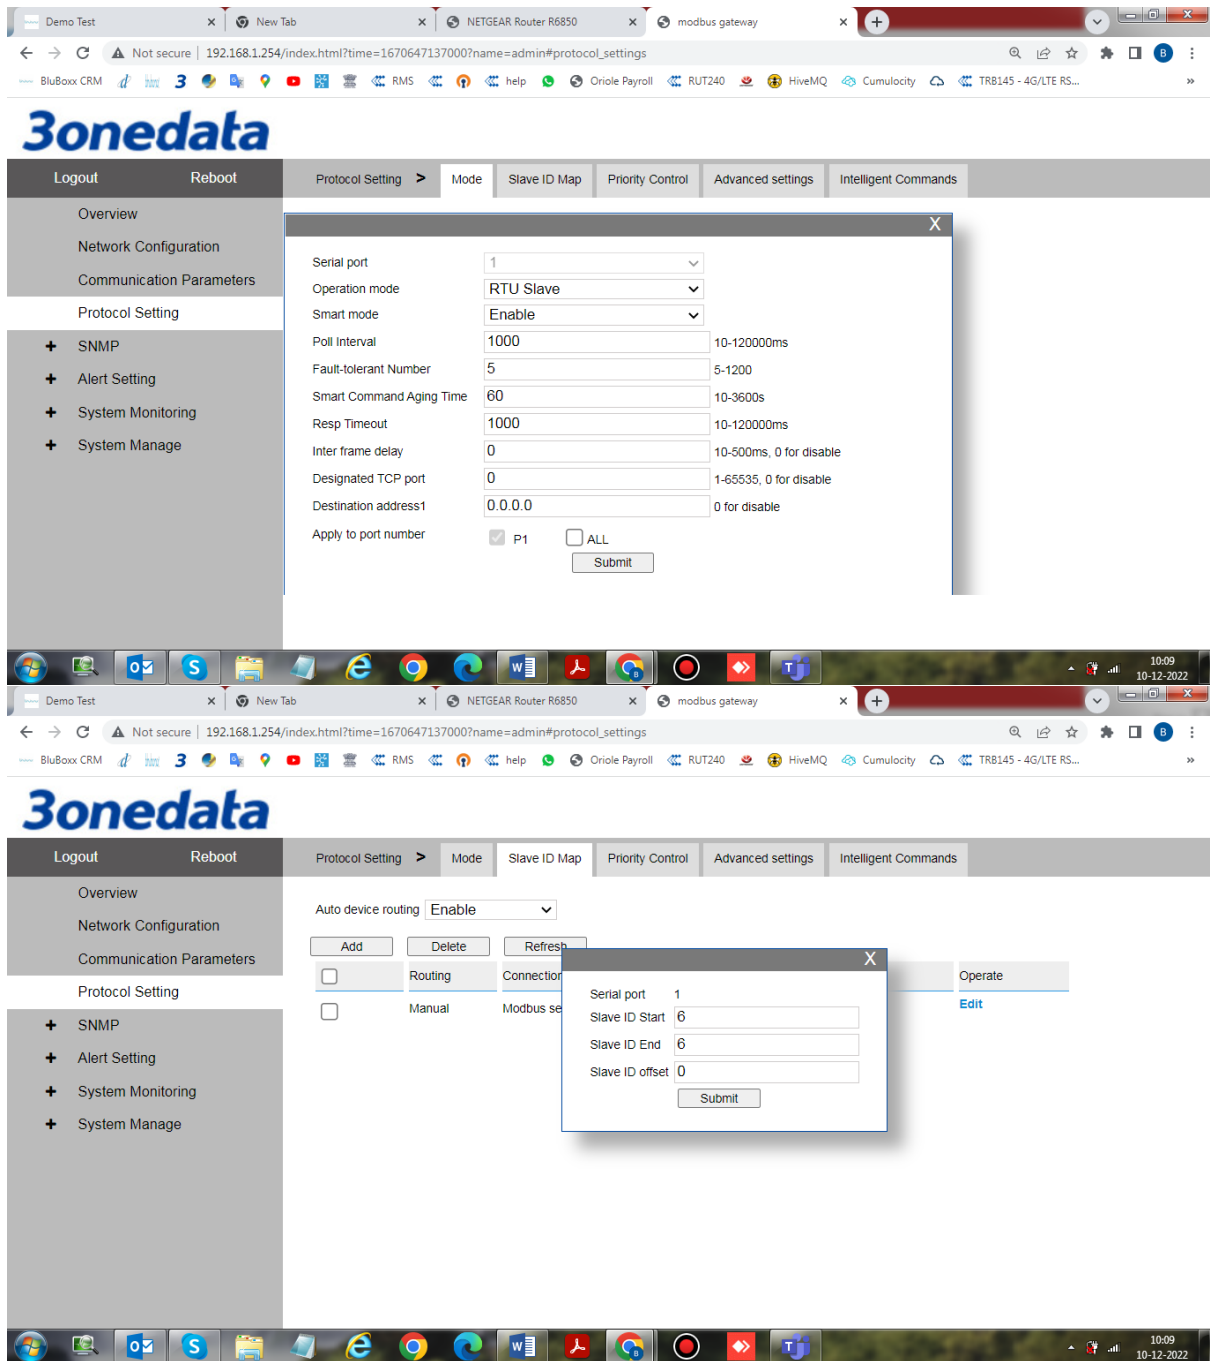 Demo Test
New Tab
NETGEAR Router R6850
modbus gateway
Not secure | 192.168.1.254/index.html?time=1670647137000?name=admin#protocol_settings
B
BluBoxx CRM
RMS
help
Oriole Payroll
RUT240
HiveMQ
Cumulocity
TRB145 - 4G/LTE RS...
3onedata
Logout Reboot
Protocol Setting > Mode Slave ID Map Priority Control Advanced settings Intelligent Commands
Overview
Network Configuration
Communication Parameters
Protocol Setting
SNMP
Alert Setting
System Monitoring
System Manage
X
Serial port 1
Operation mode RTU Slave
Smart mode Enable
Poll Interval 1000 10-120000ms
Fault-tolerant Number 5 5-1200
Smart Command Aging Time 60 10-3600s
Resp Timeout 1000 10-120000ms
Inter frame delay 0 10-500ms, 0 for disable
Designated TCP port 0 1-65535, 0 for disable
Destination address1 0.0.0.0 0 for disable
Apply to port number P1 ALL
Submit
10:09
10-12-2022
Demo Test
New Tab
NETGEAR Router R6850
modbus gateway
Not secure | 192.168.1.254/index.html?time=1670647137000?name=admin#protocol_settings
B
BluBoxx CRM
RMS
help
Oriole Payroll
RUT240
HiveMQ
Cumulocity
TRB145 - 4G/LTE RS...
3onedata
Logout Reboot
Protocol Setting > Mode Slave ID Map Priority Control Advanced settings Intelligent Commands
Overview
Network Configuration
Communication Parameters
Protocol Setting
SNMP
Alert Setting
System Monitoring
System Manage
Auto device routing Enable
Add Delete Refresh
Routing Connection Operate
Manual Modbus se Edit
X
Serial port 1
Slave ID Start 6
Slave ID End 6
Slave ID offset 0
Submit
10:09
10-12-2022